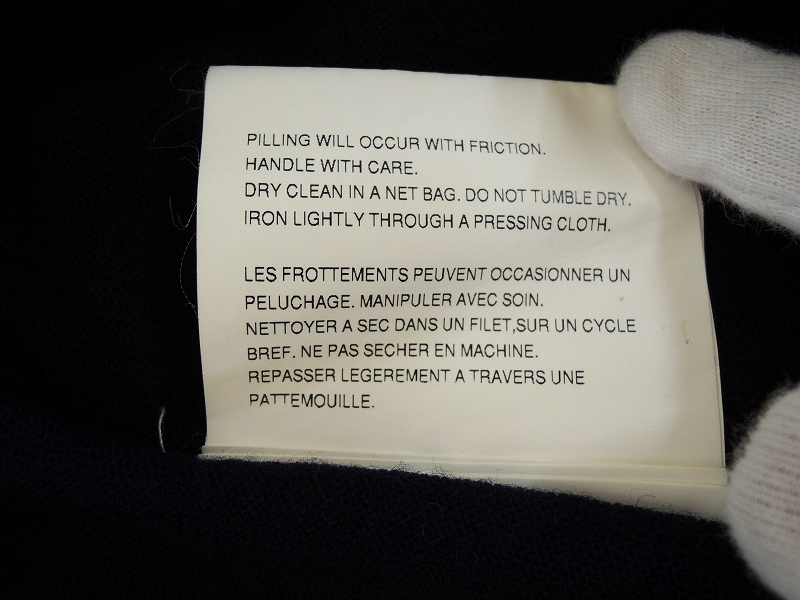 PILLING WILL OCCUR WITH FRICTION.
HANDLE WITH CARE.
DRY CLEAN IN A NET BAG. DO NOT TUMBLE DRY.
IRON LIGHTLY THROUGH A PRESSING CLOTH.
LES FROTTEMENTS PEUVENT OCCASIONNER UN
PELUCHAGE. MANIPULER AVEC SOIN.
NETTOYER A SEC DANS UN FILET,SUR UN CYCLE
BREF. NE PAS SECHER EN MACHINE.
REPASSER LEGEREMENT A TRAVERS UNE
PATTEMOUILLE.